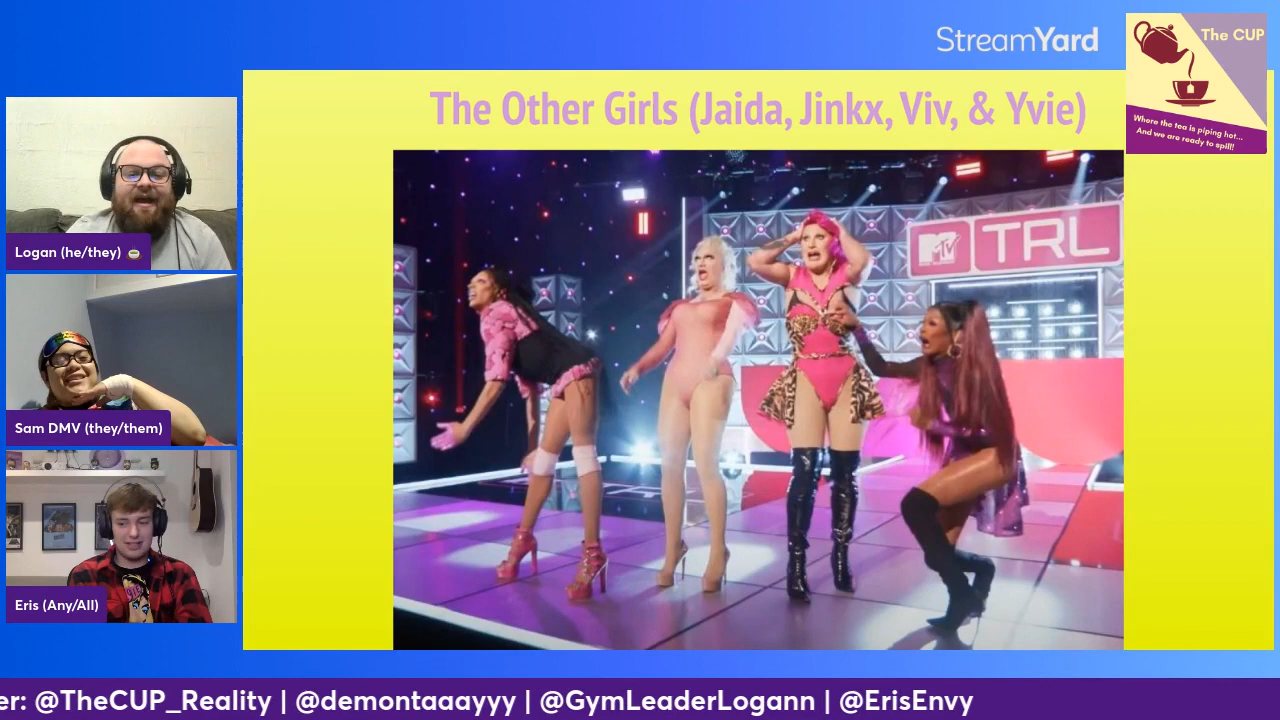 StreamYard
The CUP
Where the tea is piping hot...
And we are ready to spill!
The Other Girls (Jaida, Jinkx, Viv, & Yvie)
MTV
TRL
Logan (he/they)
Sam DMV (they/them)
Eris (Any/All)
er: @TheCUP_Reality | @demontaaayyy | @GymLeaderLogann | @ErisEnvy